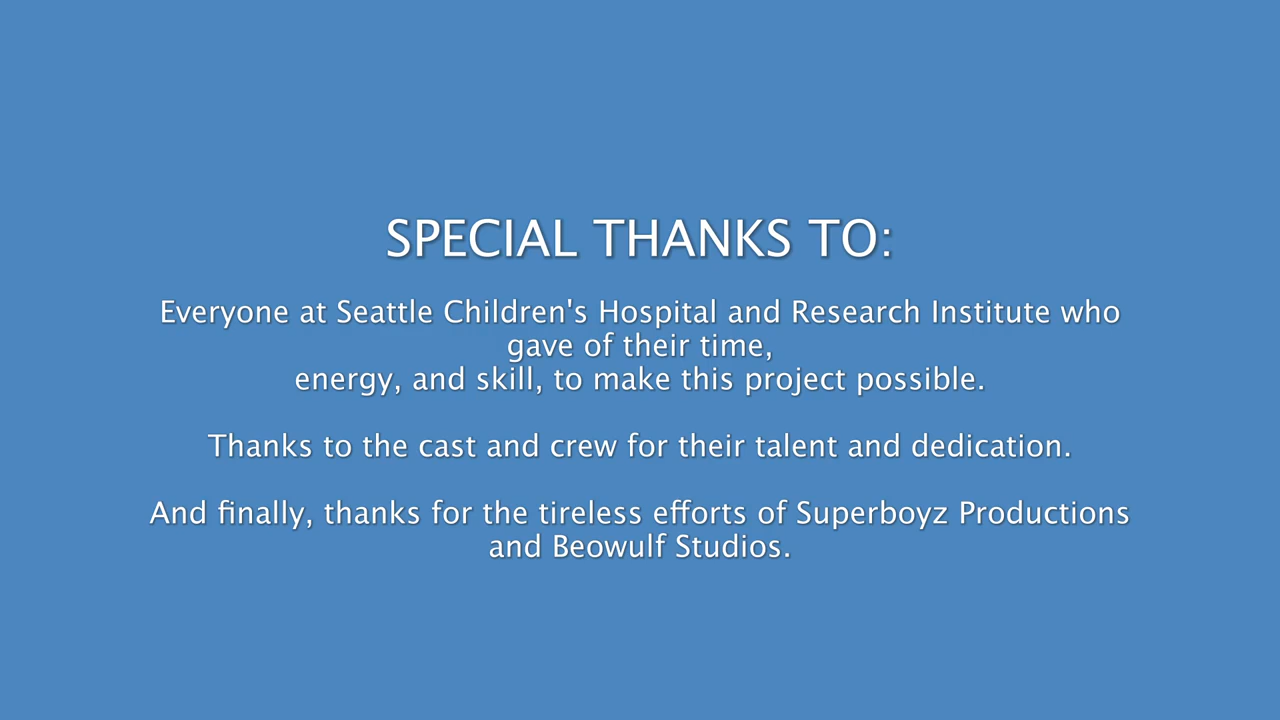 SPECIAL THANKS TO:
Everyone at Seattle Children's Hospital and Research Institute who
gave of their time,
energy, and skill, to make this project possible.
Thanks to the cast and crew for their talent and dedication.
And finally, thanks for the tireless efforts of Superboyz Productions
and Beowulf Studios.